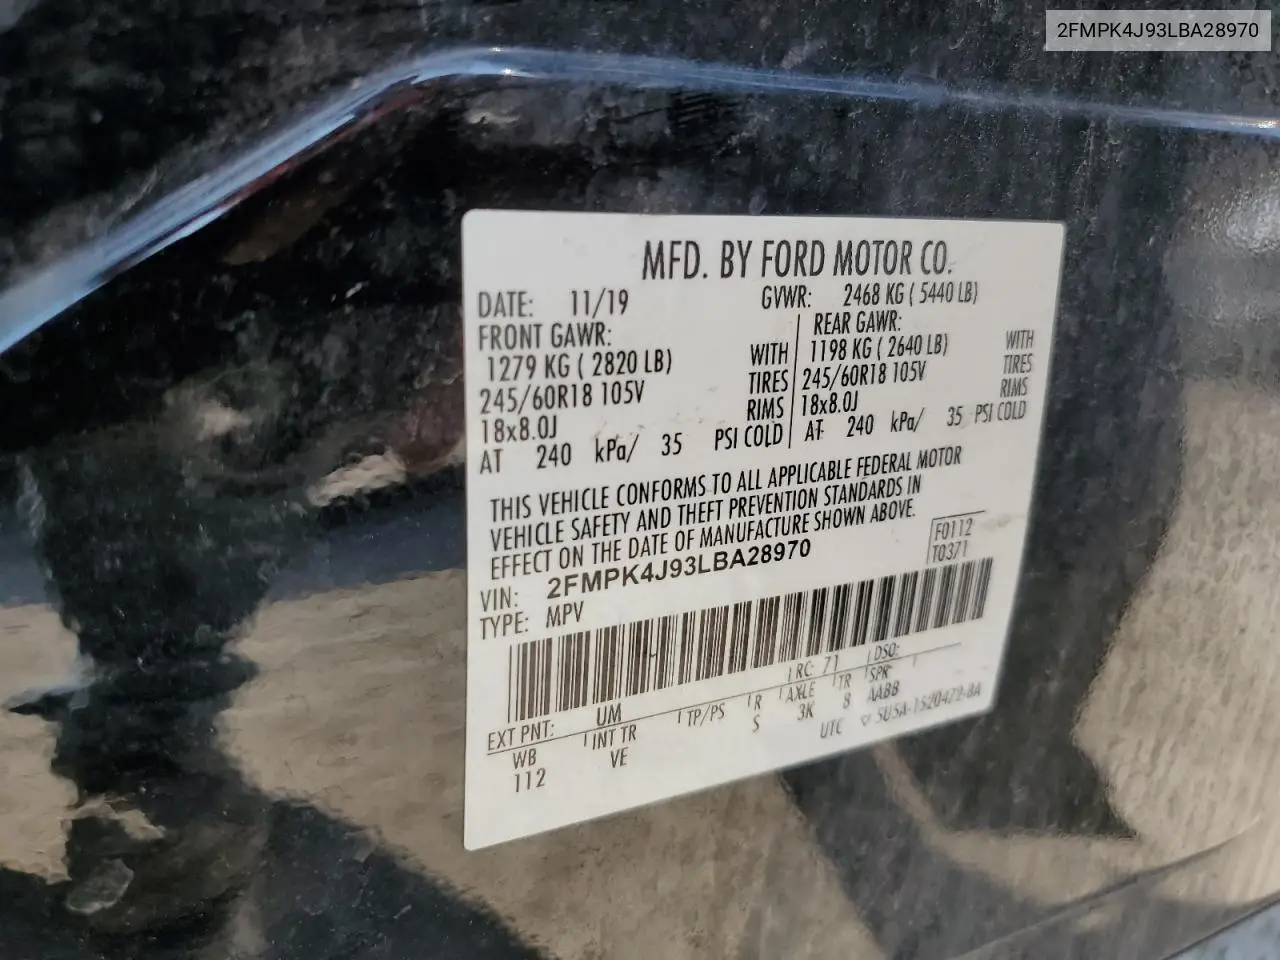 2FMPK4J93LBA28970
MFD. BY FORD MOTOR CO.
DATE: 11/19 GVWR: 2468 KG ( 5440 LB)
FRONT GAWR: REAR GAWR:
1279 KG ( 2820 LB) WITH 1198 KG ( 2640 LB) WITH
245/60R18 105V TIRES 245/60R18 105V TIRES
18x8.0J RIMS 18x8.0J RIMS
AT 240 kPa/ 35 PSI COLD AT 240 kPa/ 35 PSI COLD
THIS VEHICLE CONFORMS TO ALL APPLICABLE FEDERAL MOTOR
VEHICLE SAFETY AND THEFT PREVENTION STANDARDS IN
EFFECT ON THE DATE OF MANUFACTURE SHOWN ABOVE.
F0112
T0371
VIN: 2FMPK4J93LBA28970
TYPE: MPV
RC: 71 DSO:
EXT PNT: UM
WB INT TR TP/PS R AXLE TR SPR
112 VE S 3K 8 AABB
UTC ▽ 5U5A-1520472-BA